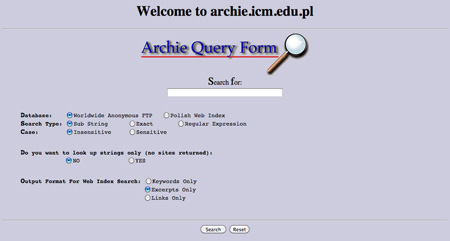 Welcome to archie.icm.edu.pl
Archie Query Form
Search for:
Database: Worldwide Anonymous FTP Polish Web Index
Search Type: Sub String Exact Regular Expression
Case: Insensitive Sensitive
Do you want to look up strings only (no sites returned):
NO YES
Output Format For Web Index Search: Keywords Only
Excerpts Only
Links Only
Search Reset